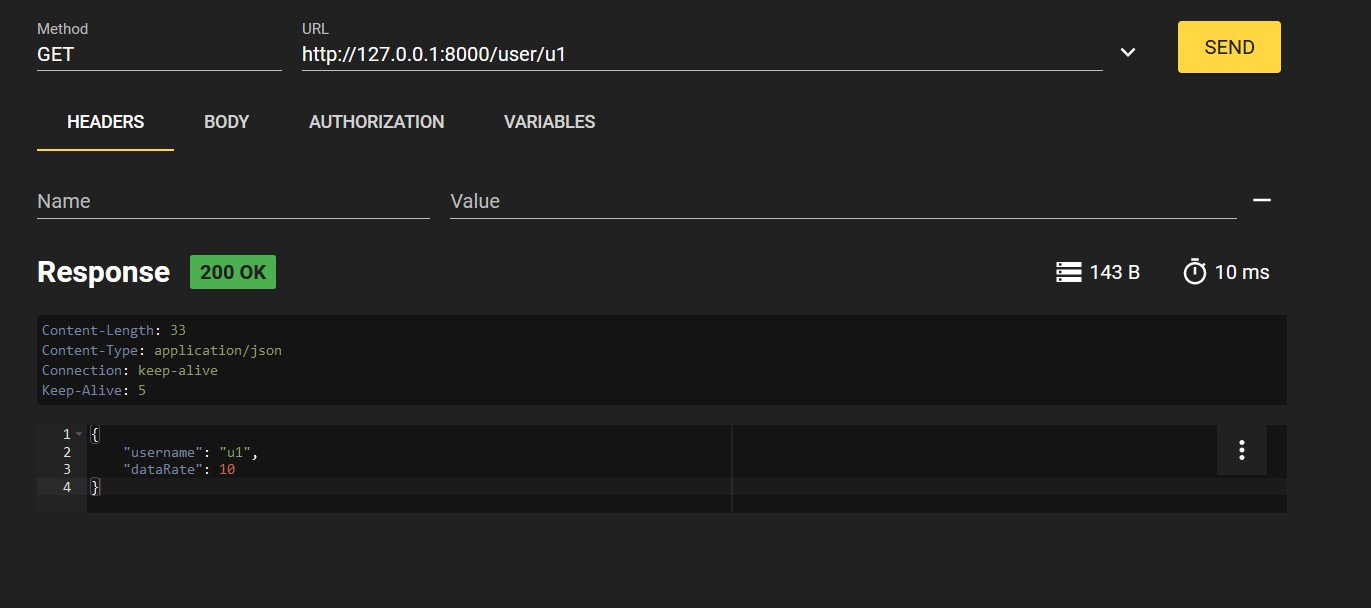 Method
GET
URL
http://127.0.0.1:8000/user/u1
SEND
HEADERS BODY AUTHORIZATION VARIABLES
Name Value
Response 200 OK 143 B 10 ms
Content-Length: 33
Content-Type: application/json
Connection: keep-alive
Keep-Alive: 5
1 {
2 "username": "u1",
3 "dataRate": 10
4 }